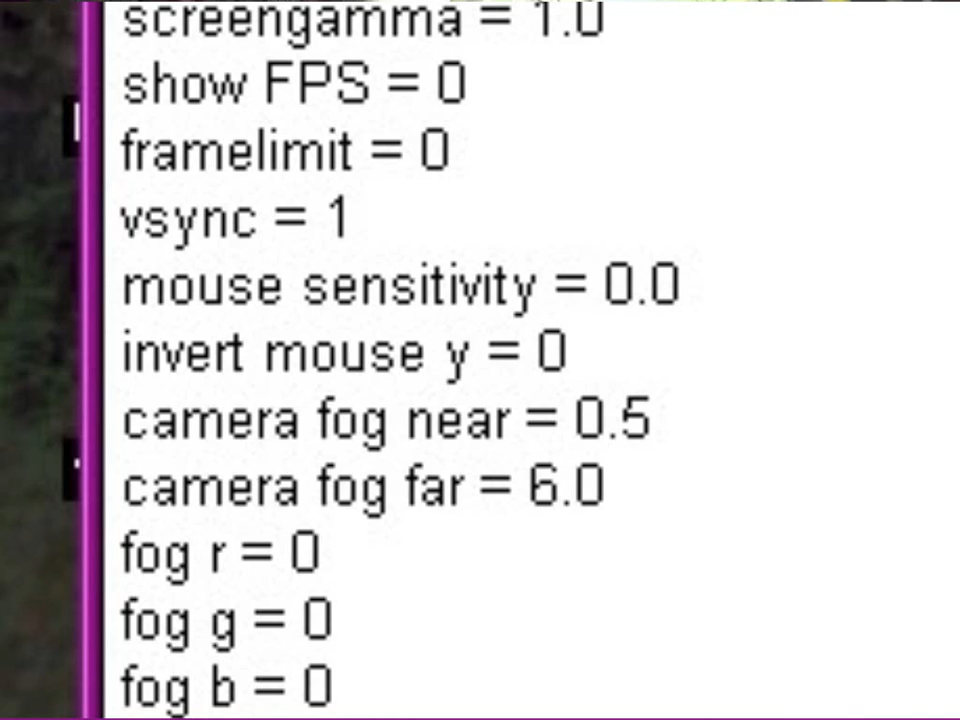 screengamma = 1.0
show FPS = 0
framelimit = 0
vsync = 1
mouse sensitivity = 0.0
invert mouse y = 0
camera fog near = 0.5
camera fog far = 6.0
fog r = 0
fog g = 0
fog b = 0